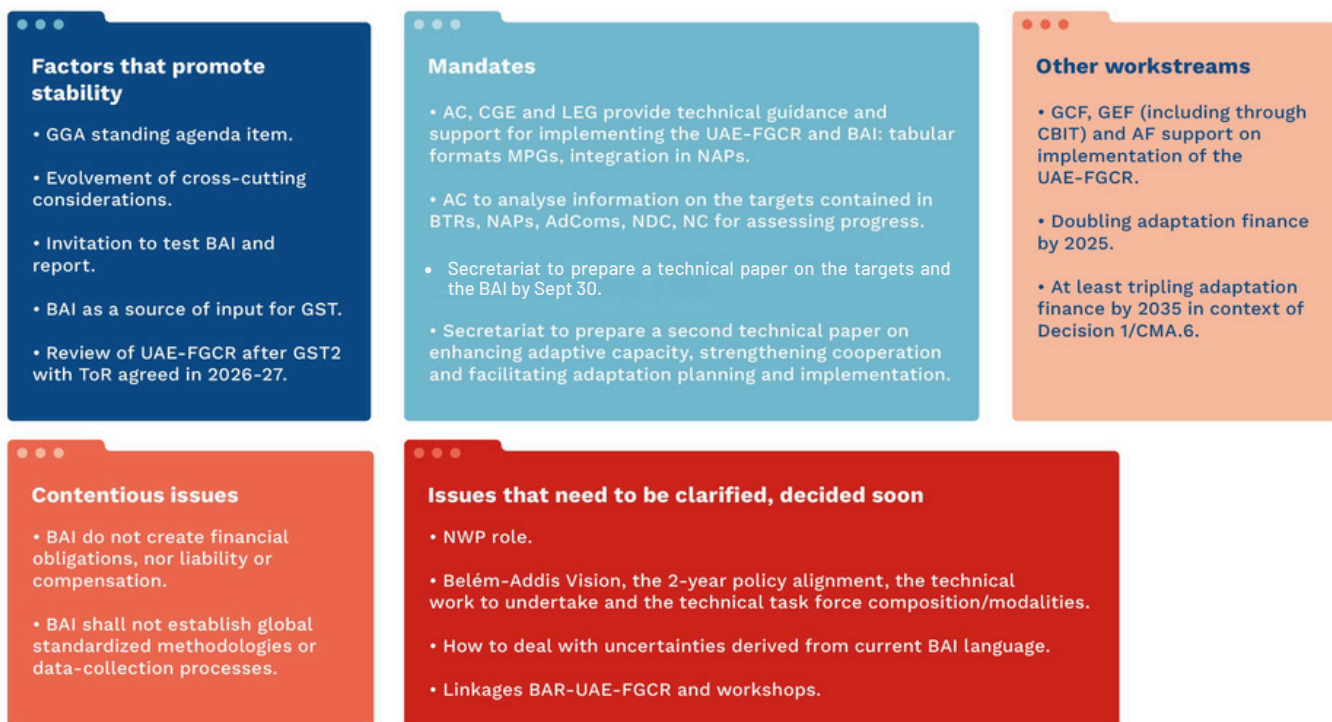 Factors that promote
stability
• GGA standing agenda item.
• Evolvement of cross-cutting
considerations.
• Invitation to test BAI and
report.
• BAI as a source of input for GST.
• Review of UAE-FGCR after GST2
with ToR agreed in 2026-27.
Mandates
• AC, CGE and LEG provide technical guidance and
support for implementing the UAE-FGCR and BAI: tabular
formats MPGs, integration in NAPs.
• AC to analyse information on the targets contained in
BTRs, NAPs, AdComs, NDC, NC for assessing progress.
• Secretariat to prepare a technical paper on the targets and
the BAI by Sept 30.
• Secretariat to prepare a second technical paper on
enhancing adaptive capacity, strengthening cooperation
and facilitating adaptation planning and implementation.
Other workstreams
• GCF, GEF (including through
CBIT) and AF support on
implementation of the
UAE-FGCR.
• Doubling adaptation finance
by 2025.
• At least tripling adaptation
finance by 2035 in context of
Decision 1/CMA.6.
Contentious issues
• BAI do not create financial
obligations, nor liability or
compensation.
• BAI shall not establish global
standardized methodologies or
data-collection processes.
Issues that need to be clarified, decided soon
• NWP role.
• Belém-Addis Vision, the 2-year policy alignment, the technical
work to undertake and the technical task force composition/modalities.
• How to deal with uncertainties derived from current BAI language.
• Linkages BAR-UAE-FGCR and workshops.